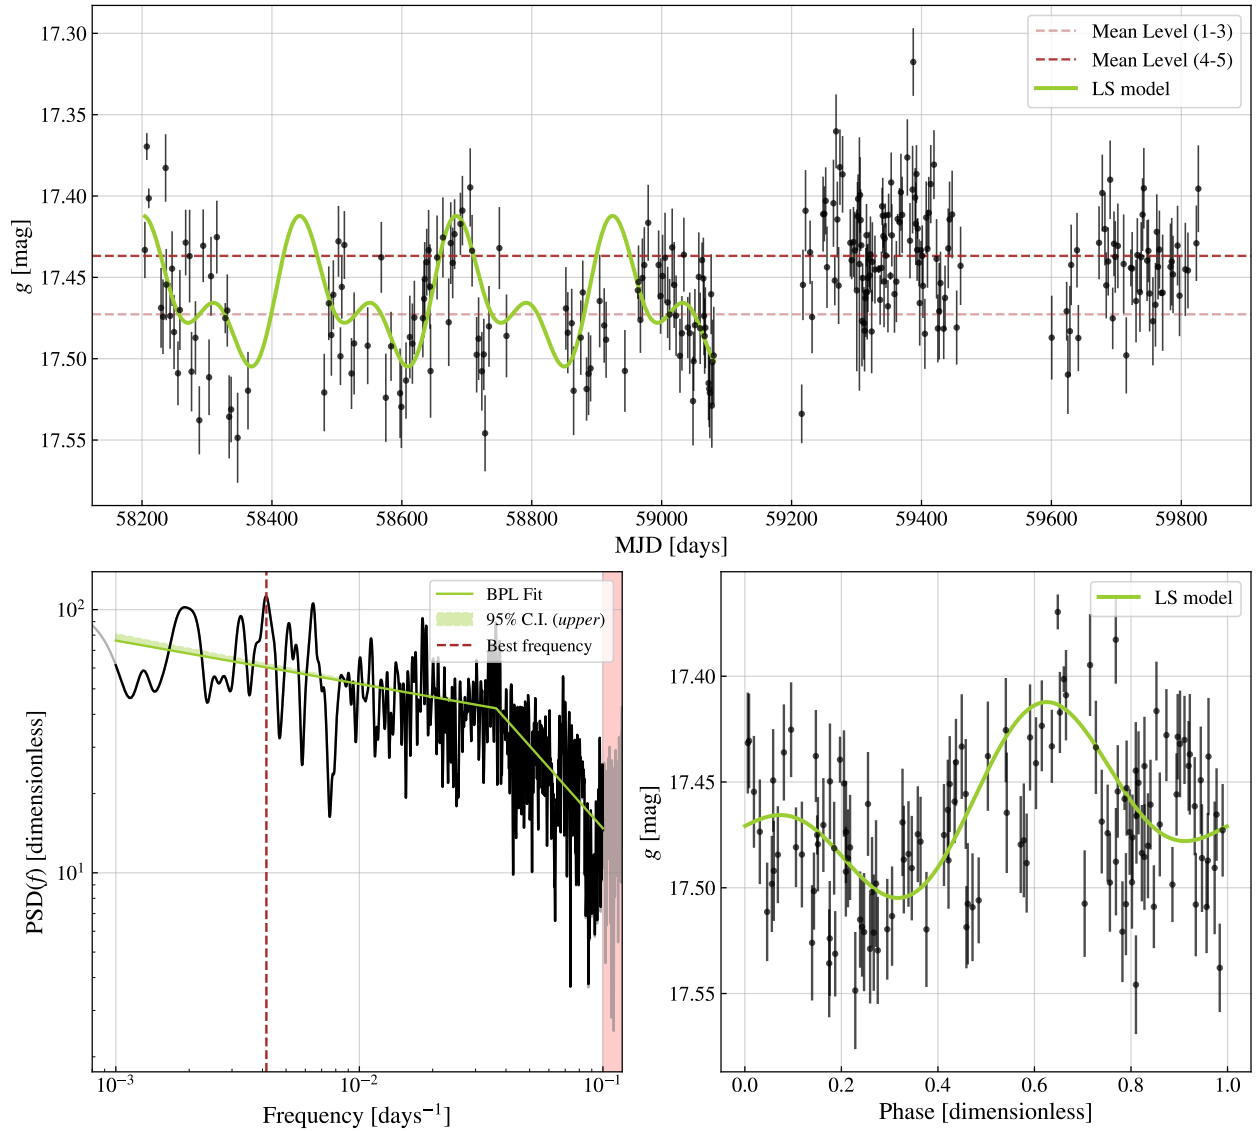 17.30
17.35
17.40
17.45
17.50
17.55
g [mag]
Mean Level (1-3)
Mean Level (4-5)
LS model
58200 58400 58600 58800 59000 59200 59400 59600 59800
MJD [days]
10²
10¹
PSD(f) [dimensionless]
BPL Fit
95% C.I. (upper)
Best frequency
10⁻³ 10⁻² 10⁻¹
Frequency [days⁻¹]
17.40
17.45
17.50
17.55
g [mag]
LS model
0.0 0.2 0.4 0.6 0.8 1.0
Phase [dimensionless]